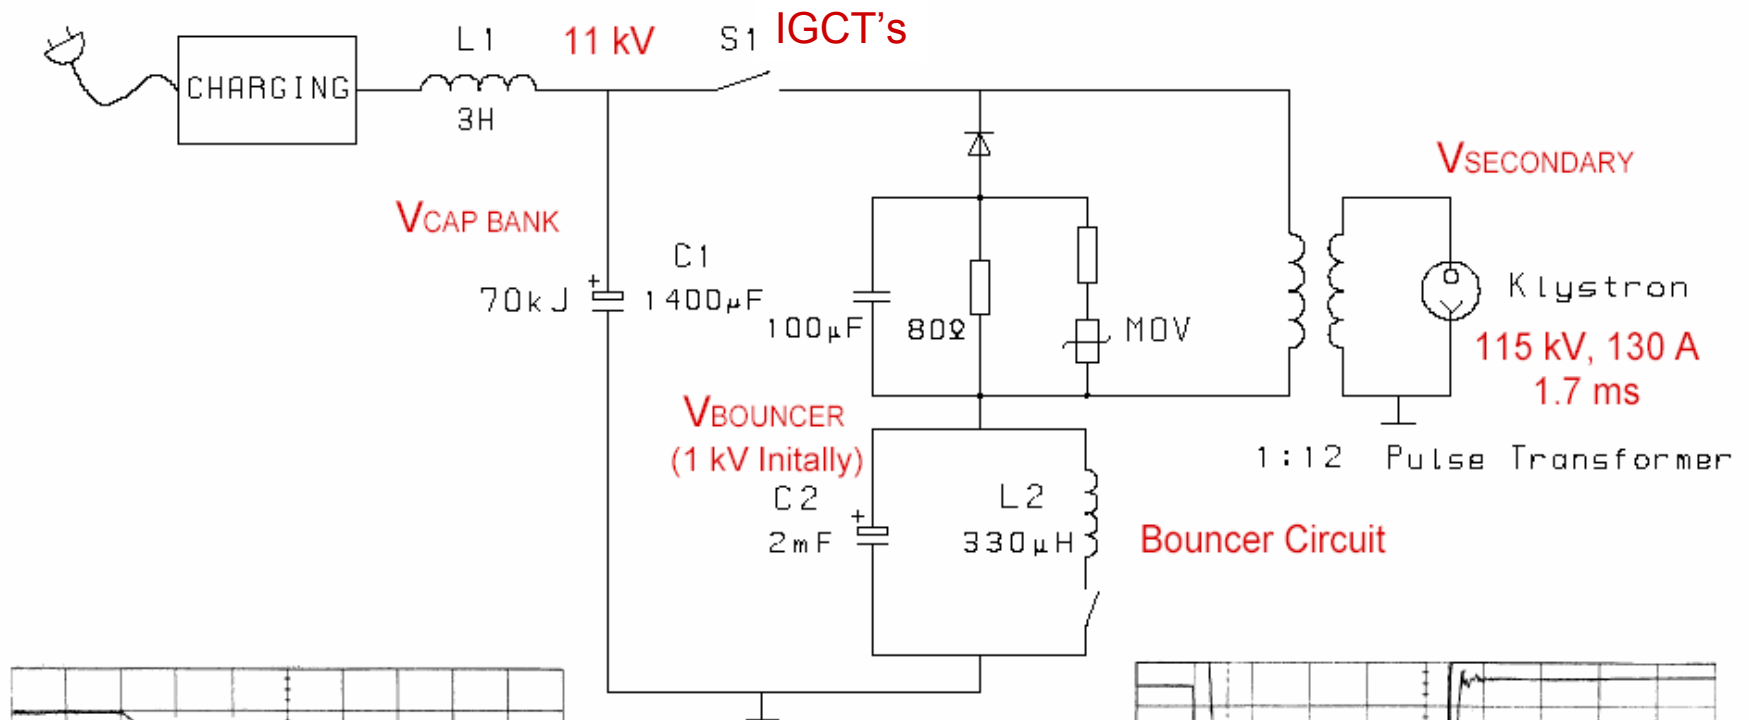 IGCT's
L1
11 kV
S1
CHARGING
3H
VSECONDARY
VCAP BANK
C1
70kJ
+
1400µF
100µF
80Ω
MOV
Klystron
115 kV, 130 A
1.7 ms
VBOUNCER
(1 kV Initally)
1:12 Pulse Transformer
C2
+
2mF
L2
330µH
Bouncer Circuit